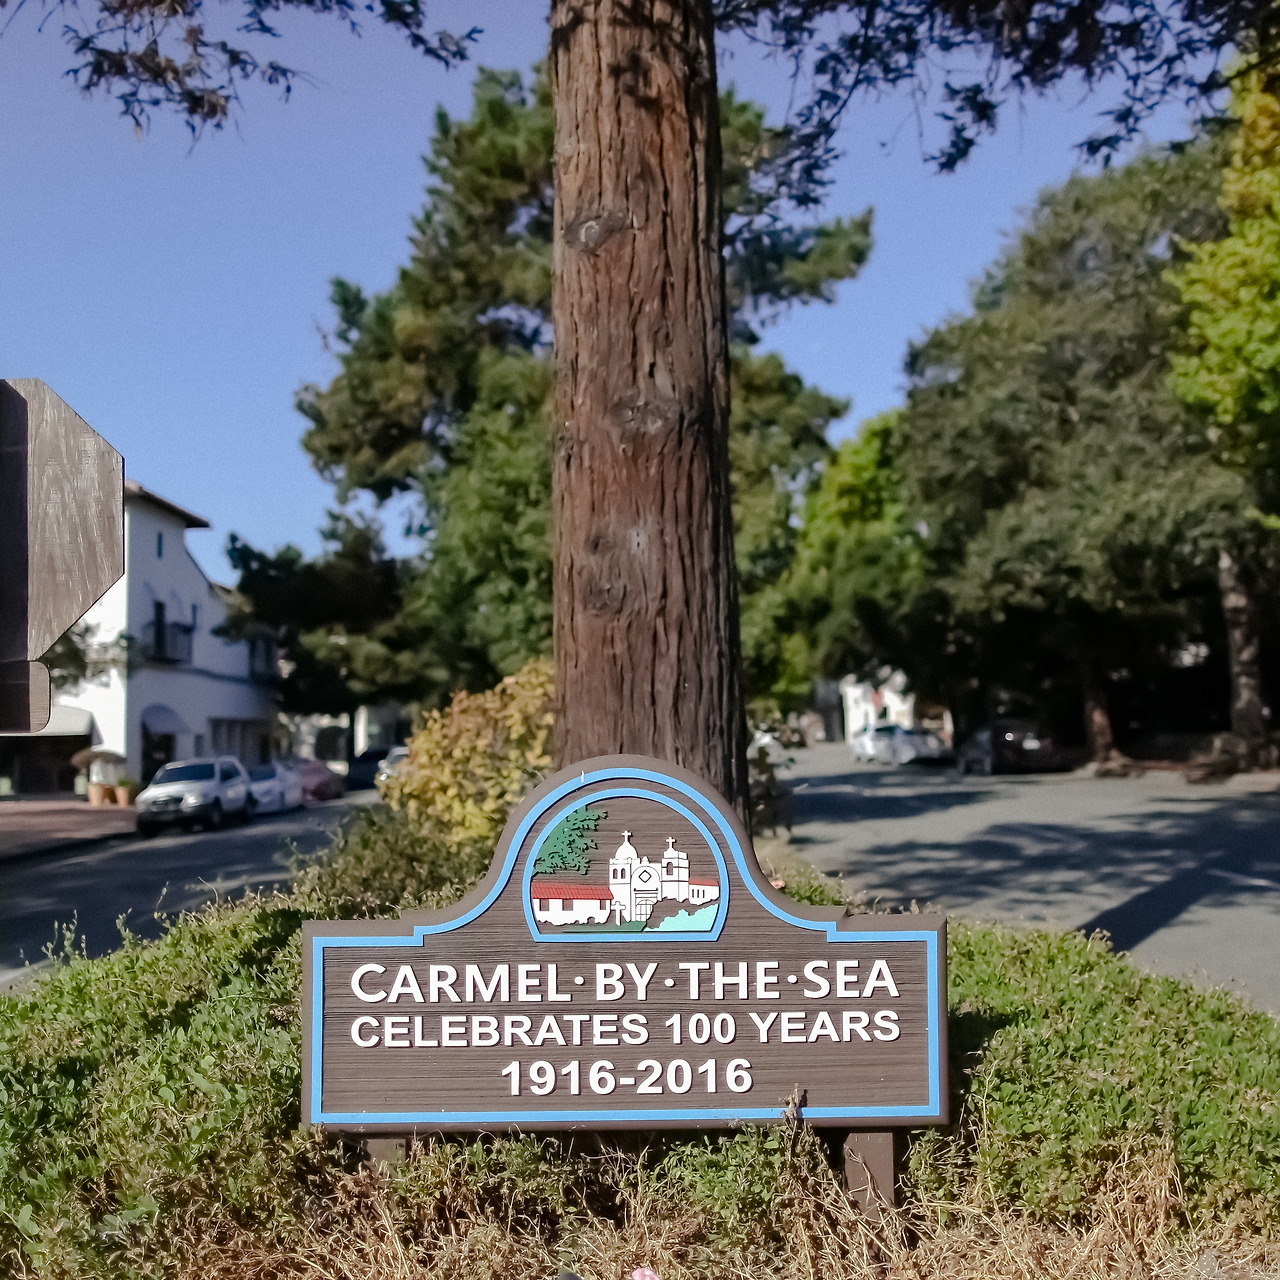 CARMEL·BY·THE·SEA
CELEBRATES 100 YEARS
1916-2016